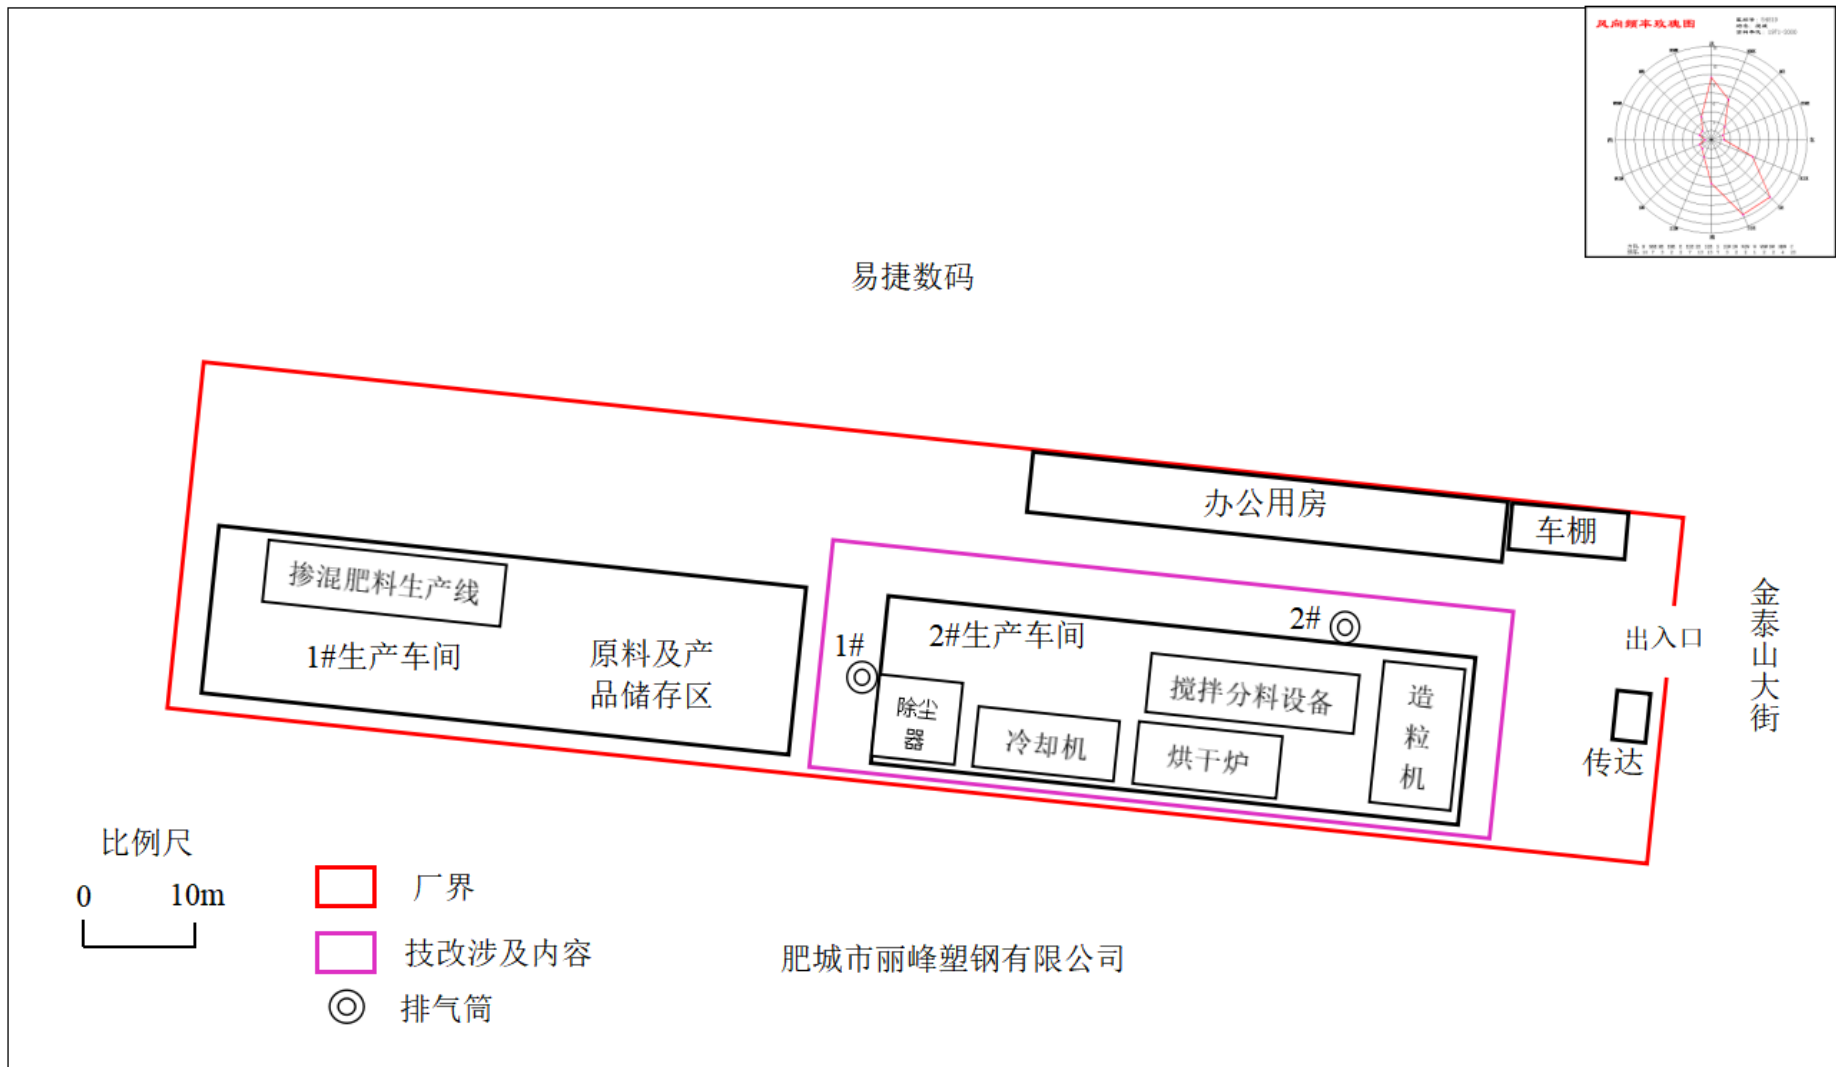 风向频率玫瑰图
易捷数码
办公用房
车棚
掺混肥料生产线
1#生产车间
原料及产
品储存区
1#
2#生产车间
2#
除尘
器
冷却机
搅拌分料设备
烘干炉
造
粒
机
出入口
金
泰
山
大
街
传达
比例尺
0 10m
厂界
技改涉及内容
排气筒
肥城市丽峰塑钢有限公司